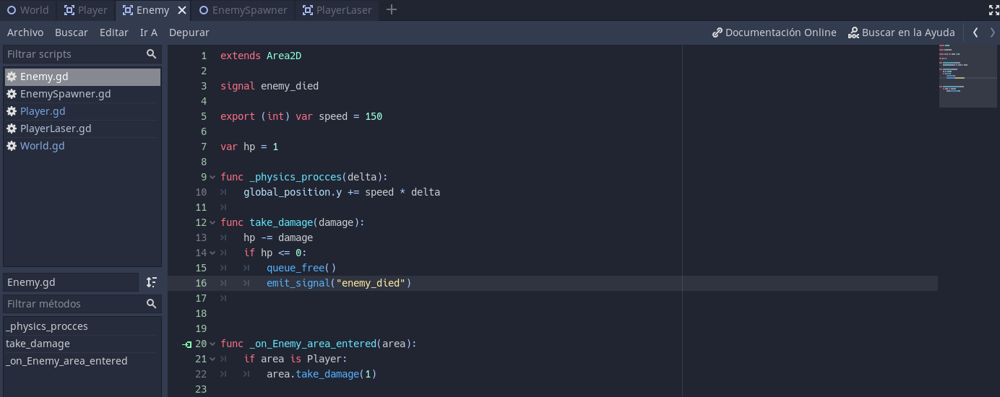 World Player Enemy EnemySpawner PlayerLaser
Archivo Buscar Editar Ir A Depurar Documentación Online Buscar en la Ayuda
Filtrar scripts
Enemy.gd
EnemySpawner.gd
Player.gd
PlayerLaser.gd
World.gd
Enemy.gd
Filtrar métodos
_physics_procces
take_damage
_on_Enemy_area_entered
1 extends Area2D
2
3 signal enemy_died
4
5 export (int) var speed = 150
6
7 var hp = 1
8
9 func _physics_procces(delta):
10 global_position.y += speed * delta
11
12 func take_damage(damage):
13 hp -= damage
14 if hp <= 0:
15 queue_free()
16 emit_signal("enemy_died")
17
18
19
20 func _on_Enemy_area_entered(area):
21 if area is Player:
22 area.take_damage(1)
23